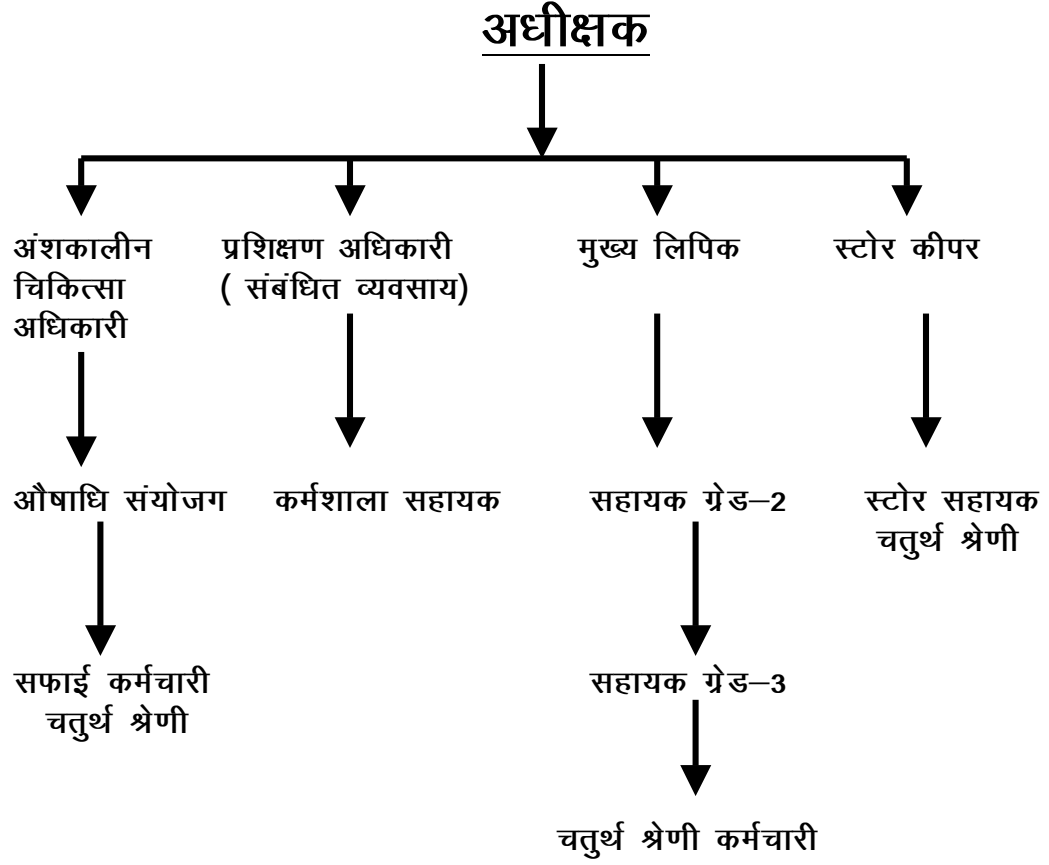 अधीक्षक
अंशकालीन
चिकित्सा
अधिकारी
प्रशिक्षण अधिकारी
( संबंधित व्यवसाय)
मुख्य लिपिक
स्टोर कीपर
औषाधि संयोजग
कर्मशाला सहायक
सहायक ग्रेड–2
स्टोर सहायक
चतुर्थ श्रेणी
सफाई कर्मचारी
चतुर्थ श्रेणी
सहायक ग्रेड–3
चतुर्थ श्रेणी कर्मचारी